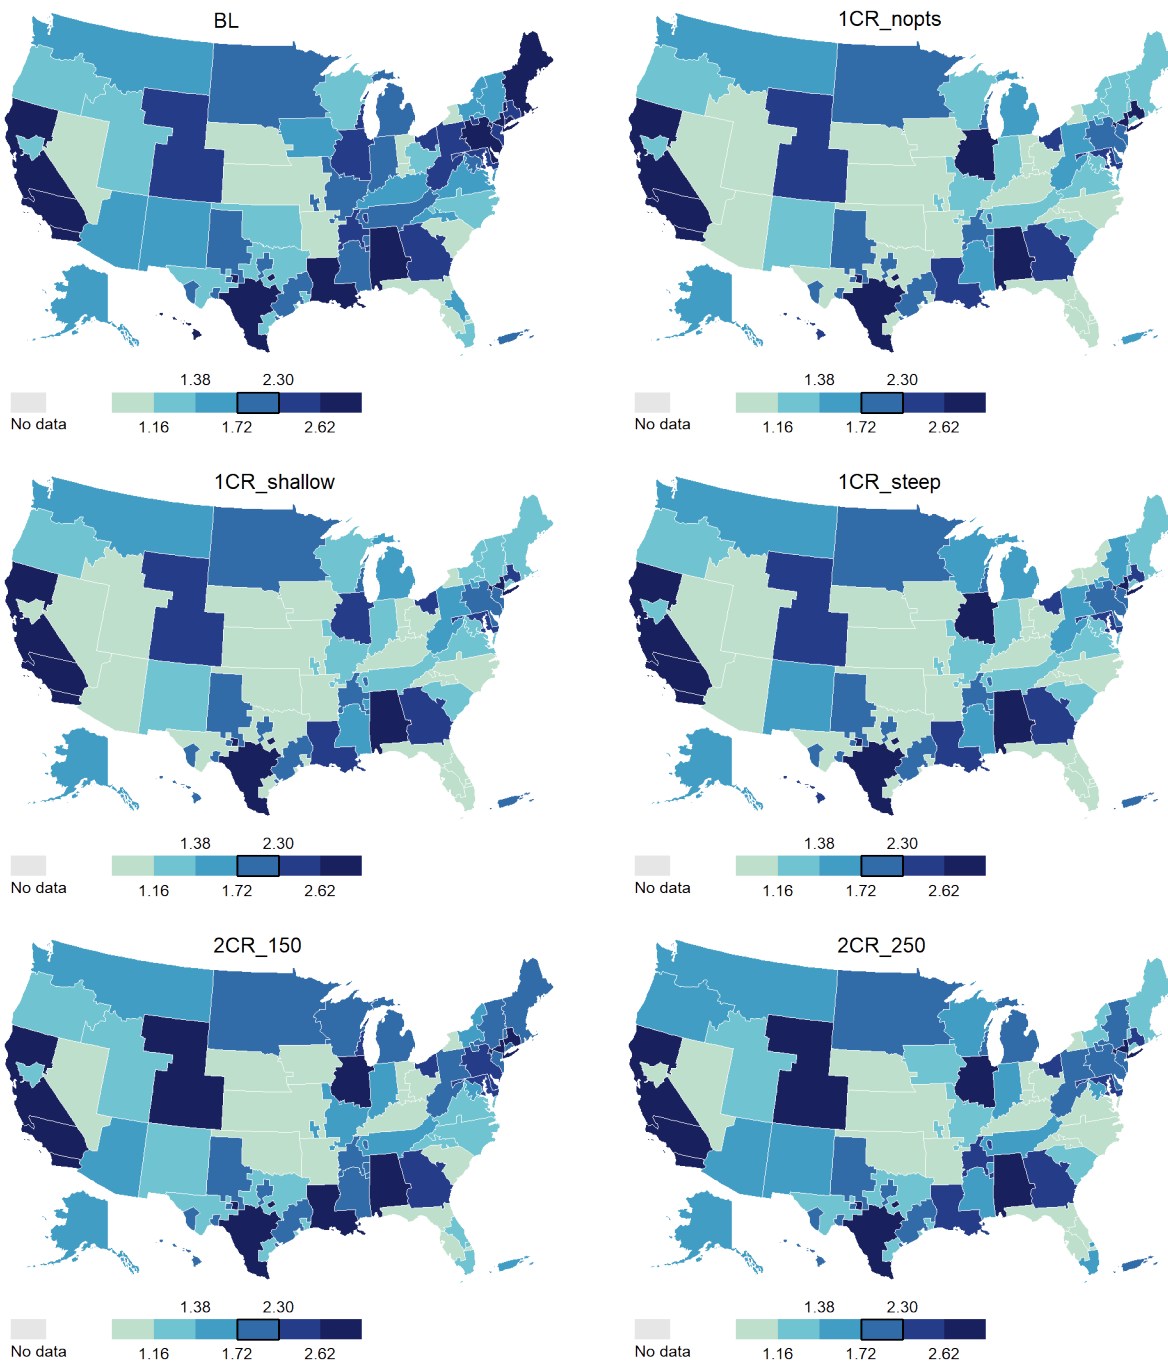 BL
1CR_nopts
1.38 2.30
No data 1.16 1.72 2.62
1.38 2.30
No data 1.16 1.72 2.62
1CR_shallow
1CR_steep
1.38 2.30
No data 1.16 1.72 2.62
1.38 2.30
No data 1.16 1.72 2.62
2CR_150
2CR_250
1.38 2.30
No data 1.16 1.72 2.62
1.38 2.30
No data 1.16 1.72 2.62